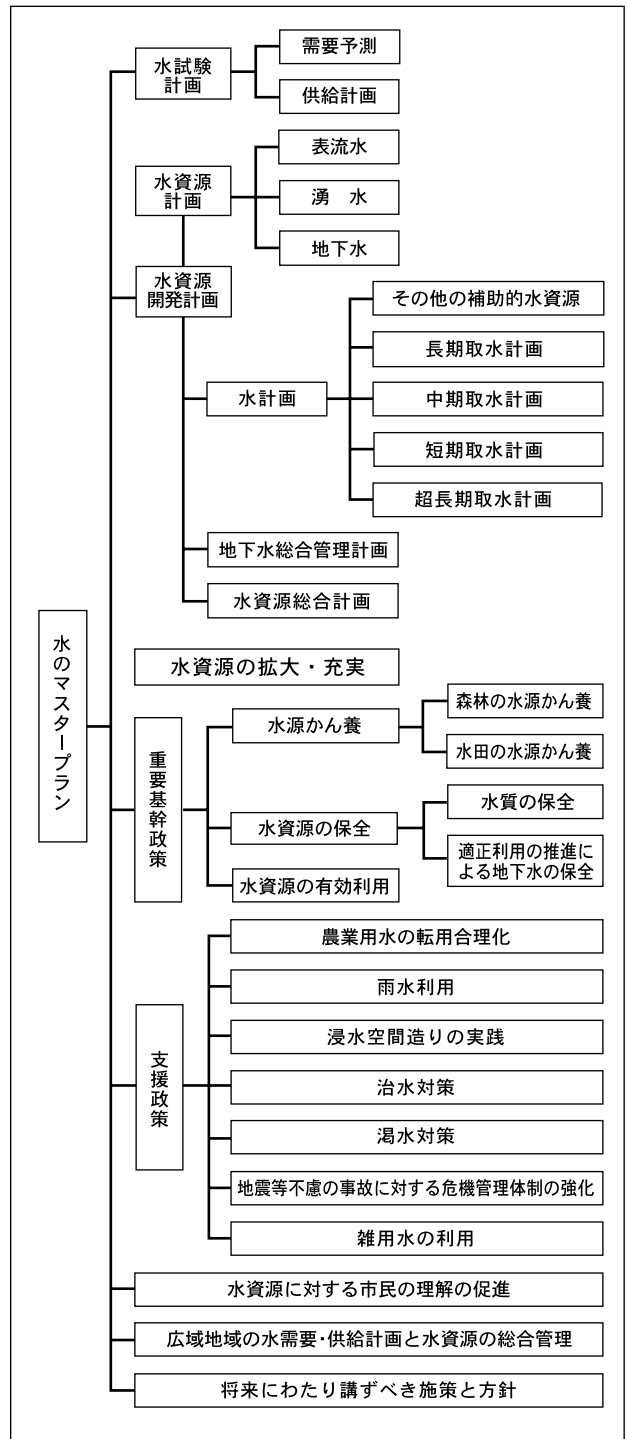 水試験
計画
需要予測
供給計画
水資源
計画
表流水
湧 水
地下水
水資源
開発計画
その他の補助的水資源
長期取水計画
水計画
中期取水計画
短期取水計画
超長期取水計画
地下水総合管理計画
水資源総合計画
水のマスタープラン
水資源の拡大・充実
重要基幹政策
水源かん養
森林の水源かん養
水田の水源かん養
水資源の保全
水質の保全
適正利用の推進に
よる地下水の保全
水資源の有効利用
支援政策
農業用水の転用合理化
雨水利用
浸水空間造りの実践
治水対策
渇水対策
地震等不慮の事故に対する危機管理体制の強化
雑用水の利用
水資源に対する市民の理解の促進
広域地域の水需要・供給計画と水資源の総合管理
将来にわたり講ずべき施策と方針